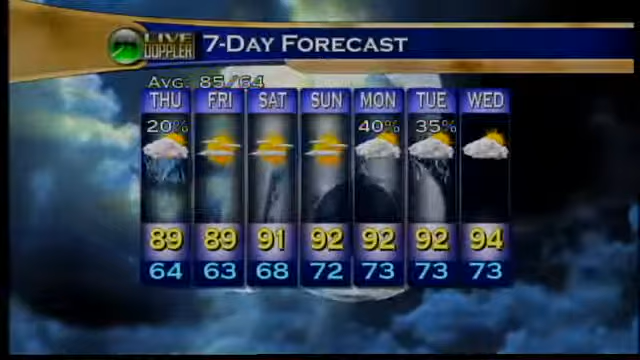 LIVE
DOPPLER
7-DAY FORECAST
AVG: 85/64
THU FRI SAT SUN MON TUE WED
20% 40% 35%
89 89 91 92 92 92 94
64 63 68 72 73 73 73